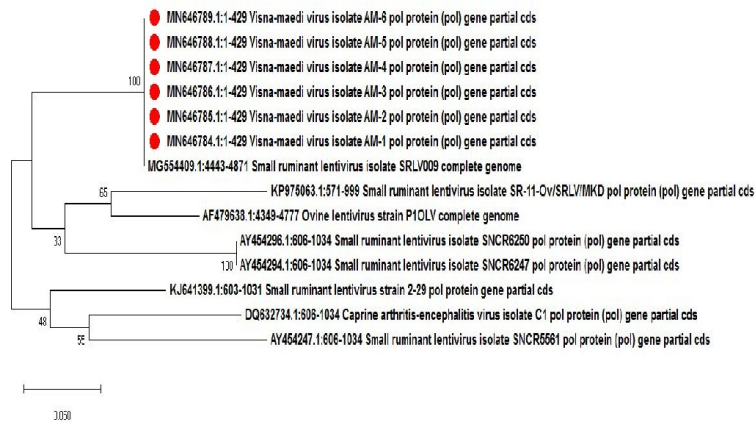 MN646789.1:1-429 Visna-maedi virus isolate AM-6 pol protein (pol) gene partial cds
MN646788.1:1-429 Visna-maedi virus isolate AM-5 pol protein (pol) gene partial cds
MN646787.1:1-429 Visna-maedi virus isolate AM-4 pol protein (pol) gene partial cds
100
MN646786.1:1-429 Visna-maedi virus isolate AM-3 pol protein (pol) gene partial cds
MN646785.1:1-429 Visna-maedi virus isolate AM-2 pol protein (pol) gene partial cds
MN646784.1:1-429 Visna-maedi virus isolate AM-1 pol protein (pol) gene partial cds
MG554409.1:4443-4871 Small ruminant lentivirus isolate SRLV009 complete genome
65
KP975063.1:571-999 Small ruminant lentivirus isolate SR-11-Ov/SRLV/MKD pol protein (pol) gene partial cds
AF479638.1:4349-4777 Ovine lentivirus strain P1OLV complete genome
33
AY454296.1:606-1034 Small ruminant lentivirus isolate SNCR6250 pol protein (pol) gene partial cds
100
AY454294.1:606-1034 Small ruminant lentivirus isolate SNCR6247 pol protein (pol) gene partial cds
KJ641399.1:603-1031 Small ruminant lentivirus strain 2-29 pol protein gene partial cds
48
DQ632734.1:606-1034 Caprine arthritis-encephalitis virus isolate C1 pol protein (pol) gene partial cds
55
AY454247.1:606-1034 Small ruminant lentivirus isolate SNCR5561 pol protein (pol) gene partial cds
0.050